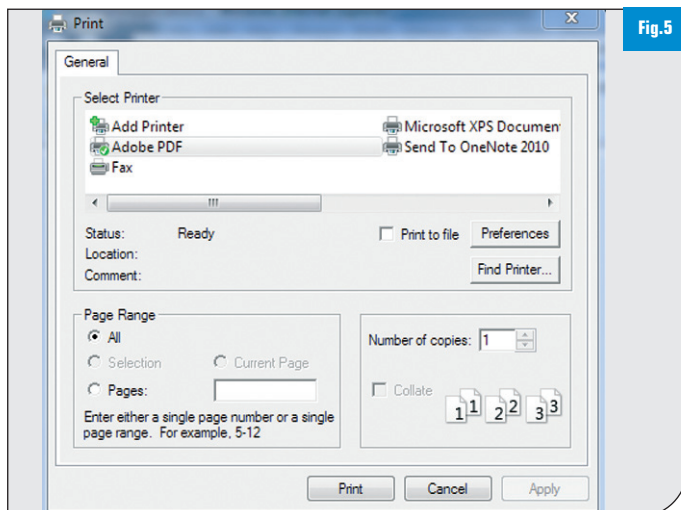 Fig.5
Print
General
Select Printer
Add Printer
Microsoft XPS Documen
Adobe PDF
Send To OneNote 2010
Fax
Status: Ready
Print to file
Preferences
Location:
Comment:
Find Printer...
Page Range
All
Selection
Current Page
Pages:
Enter either a single page number or a single
page range. For example, 5-12
Number of copies: 1
Collate
1 1 2 2 3 3
Print
Cancel
Apply